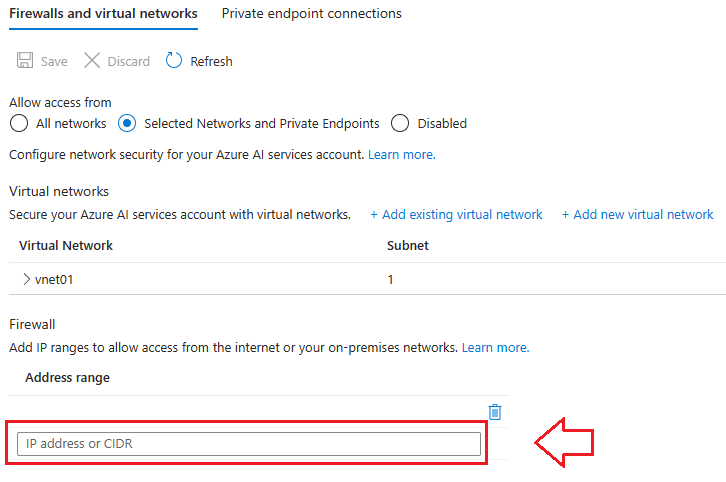 Firewalls and virtual networks Private endpoint connections
Save Discard Refresh
Allow access from
All networks Selected Networks and Private Endpoints Disabled
Configure network security for your Azure AI services account. Learn more.
Virtual networks
Secure your Azure AI services account with virtual networks. + Add existing virtual network + Add new virtual network
Virtual Network Subnet
vnet01 1
Firewall
Add IP ranges to allow access from the internet or your on-premises networks. Learn more.
Address range
IP address or CIDR